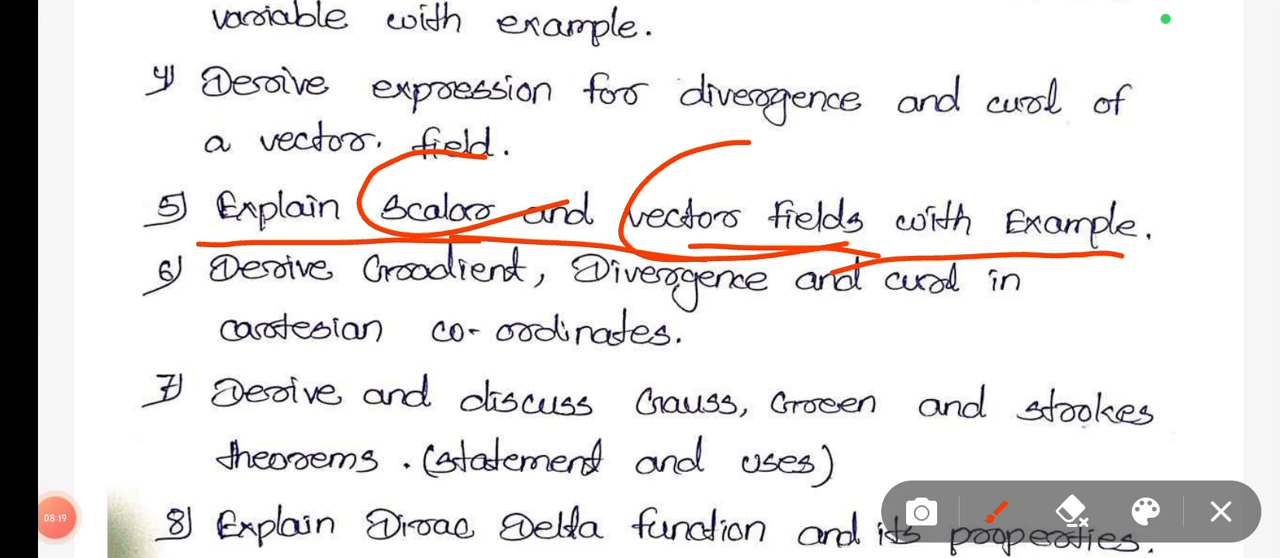 variable with example.
4) Derive expression for divergence and curl of
a vector. field.
5) Explain scalar and vector fields with Example.
6) Derive Gradient, Divergence and curl in
cartesian co-ordinates.
7) Derive and discuss Gauss, Green and stokes
theorems. (statement and uses)
8) Explain Dirac Delta function and its properties.
08:19